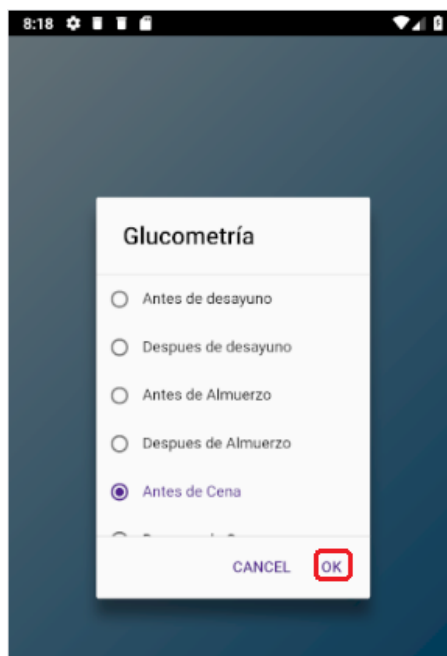 8:18
Glucometría
Antes de desayuno
Despues de desayuno
Antes de Almuerzo
Despues de Almuerzo
Antes de Cena
CANCEL OK